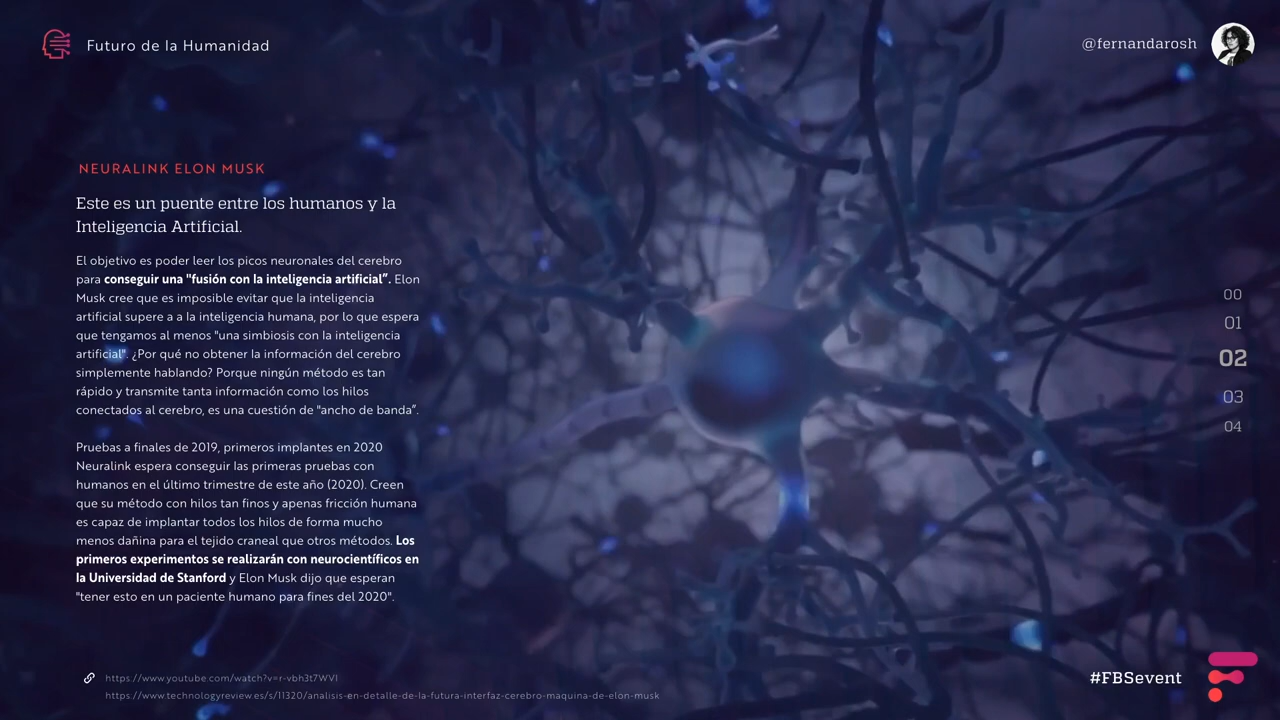 Futuro de la Humanidad
@fernandarosh
NEURALINK ELON MUSK
Este es un puente entre los humanos y la
Inteligencia Artificial.
El objetivo es poder leer los picos neuronales del cerebro
para conseguir una "fusión con la inteligencia artificial”. Elon
Musk cree que es imposible evitar que la inteligencia
artificial supere a a la inteligencia humana, por lo que espera
que tengamos al menos "una simbiosis con la inteligencia
artificial". ¿Por qué no obtener la información del cerebro
simplemente hablando? Porque ningún método es tan
rápido y transmite tanta información como los hilos
conectados al cerebro, es una cuestión de "ancho de banda”.
Pruebas a finales de 2019, primeros implantes en 2020
Neuralink espera conseguir las primeras pruebas con
humanos en el último trimestre de este año (2020). Creen
que su método con hilos tan finos y apenas fricción humana
es capaz de implantar todos los hilos de forma mucho
menos dañina para el tejido craneal que otros métodos. Los
primeros experimentos se realizarán con neurocientíficos en
la Universidad de Stanford y Elon Musk dijo que esperan
"tener esto en un paciente humano para fines del 2020".
00
01
02
03
04
https://www.youtube.com/watch?v=r-vbh3t7WVI
https://www.technologyreview.es/s/11320/analisis-en-detalle-de-la-futura-interfaz-cerebro-maquina-de-elon-musk
#FBSevent